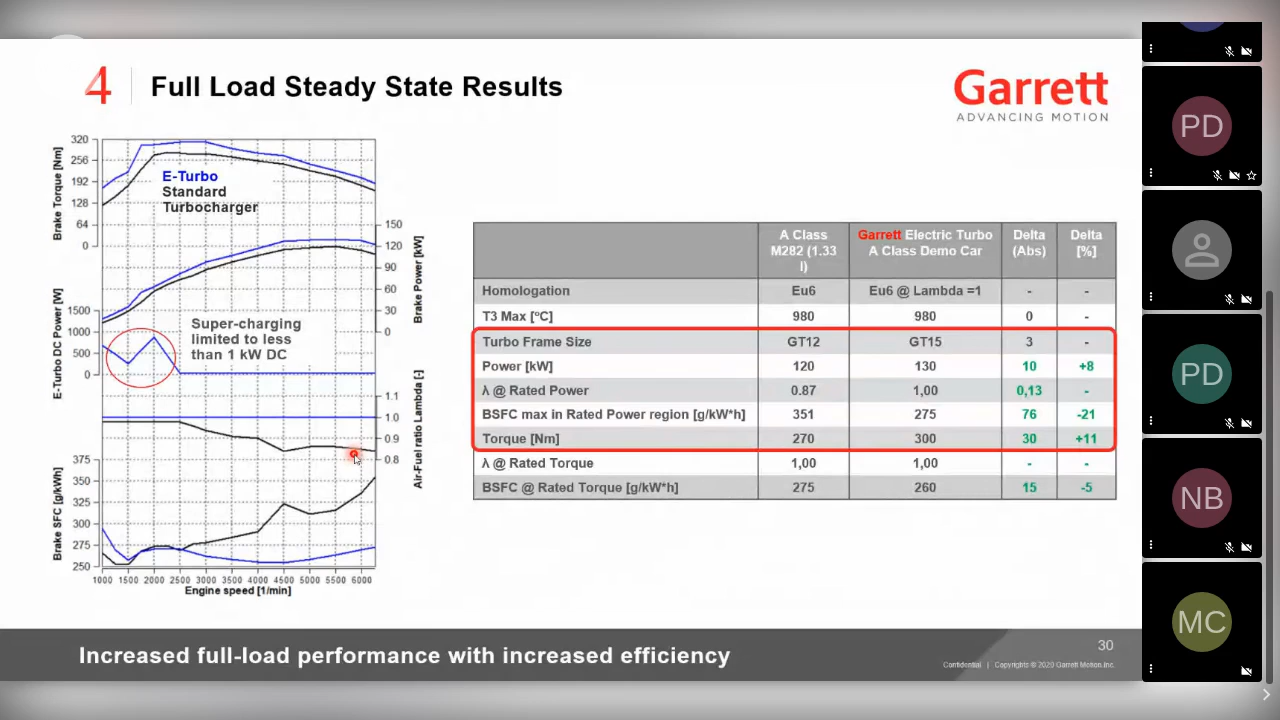 4
Full Load Steady State Results
Garrett
ADVANCING MOTION
Brake Torque [Nm]
320
256
192
128
64
0
E-Turbo
Standard
Turbocharger
150
120
90
60
30
0
Brake Power [kW]
E-Turbo DC Power [W]
1500
1000
500
0
Super-charging
limited to less
than 1 kW DC
1.1
1.0
0.9
0.8
Air-Fuel ratio Lambda [-]
Brake SFC [g/kWh]
375
350
325
300
275
250
1000 1500 2000 2500 3000 3500 4000 4500 5000 5500 6000
Engine speed [1/min]
A Class M282 (1.33 l) Garrett Electric Turbo A Class Demo Car Delta (Abs) Delta [%]
Homologation Eu6 Eu6 @ Lambda =1 - -
T3 Max [ºC] 980 980 0 -
Turbo Frame Size GT12 GT15 3 -
Power [kW] 120 130 10 +8
λ @ Rated Power 0.87 1,00 0,13 -
BSFC max in Rated Power region [g/kW*h] 351 275 76 -21
Torque [Nm] 270 300 30 +11
λ @ Rated Torque 1,00 1,00 - -
BSFC @ Rated Torque [g/kW*h] 275 260 15 -5
Increased full-load performance with increased efficiency
30
Confidential | Copyrights © 2020 Garrett Motion Inc.
PD
PD
NB
MC